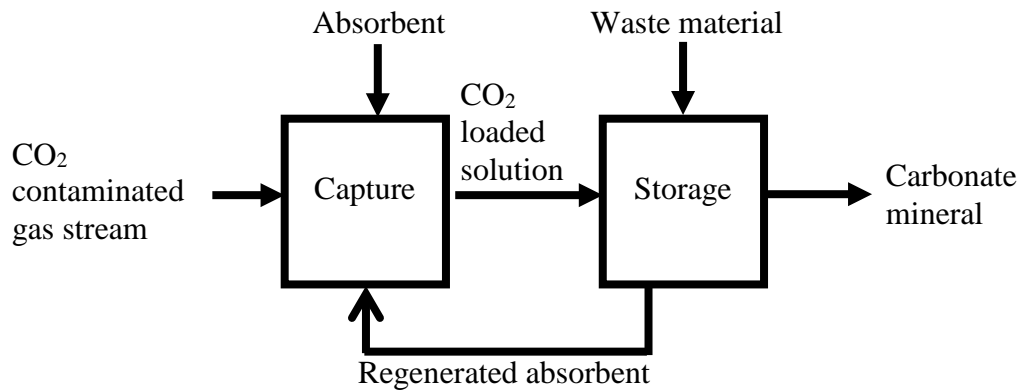 Absorbent
Waste material
CO₂
contaminated
gas stream
Capture
CO₂
loaded
solution
Storage
Carbonate
mineral
Regenerated absorbent